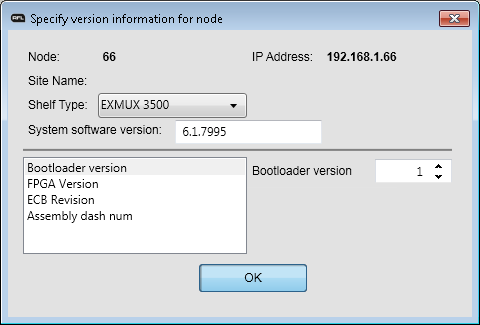 AFL Specify version information for node
Node: 66 IP Address: 192.168.1.66
Site Name:
Shelf Type: EXMUX 3500
System software version: 6.1.7995
Bootloader version
FPGA Version
ECB Revision
Assembly dash num
Bootloader version 1
OK